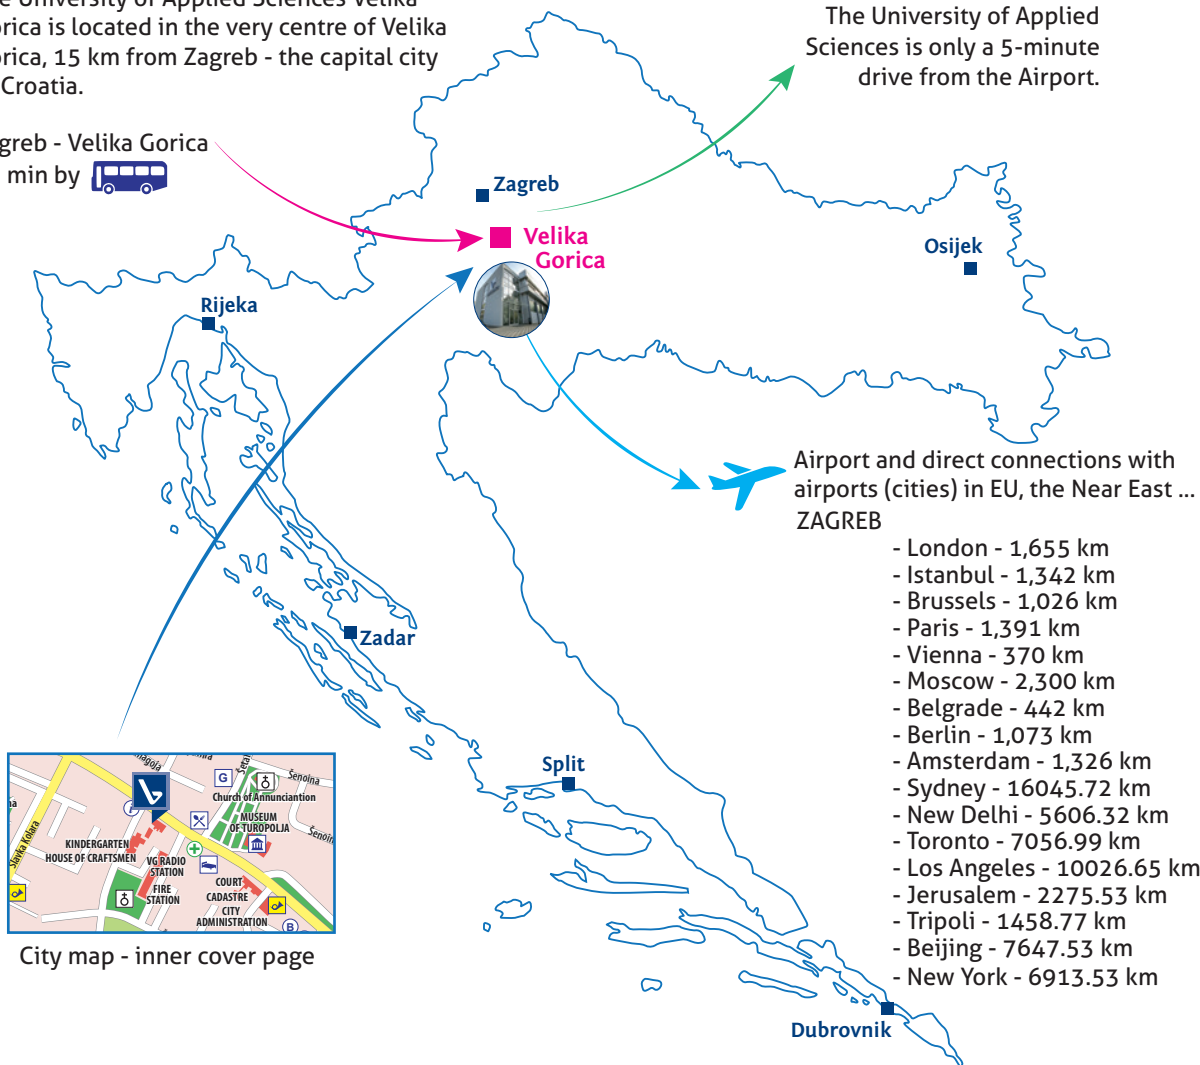 University of Applied Sciences Velika
is located in the very centre of Velika
15 km from Zagreb - the capital city
Croatia.
- Velika Gorica
min by
The University of Applied
Sciences is only a 5-minute
drive from the Airport.
Zagreb
Velika
Gorica
Osijek
Rijeka
Airport and direct connections with
airports (cities) in EU, the Near East ...
ZAGREB
- London - 1,655 km
- Istanbul - 1,342 km
- Brussels - 1,026 km
- Paris - 1,391 km
- Vienna - 370 km
- Moscow - 2,300 km
- Belgrade - 442 km
- Berlin - 1,073 km
- Amsterdam - 1,326 km
- Sydney - 16045.72 km
- New Delhi - 5606.32 km
- Toronto - 7056.99 km
- Los Angeles - 10026.65 km
- Jerusalem - 2275.53 km
- Tripoli - 1458.77 km
- Beijing - 7647.53 km
- New York - 6913.53 km
Zadar
Split
Dubrovnik
Šenoina
G
Church of Annunciantion
MUSEUM
OF TUROPOLJA
P
KINDERGARTEN
HOUSE OF CRAFTSMEN
VG RADIO
STATION
FIRE
STATION
COURT
CADASTRE
CITY
ADMINISTRATION
B
Slavka Kolara
City map - inner cover page